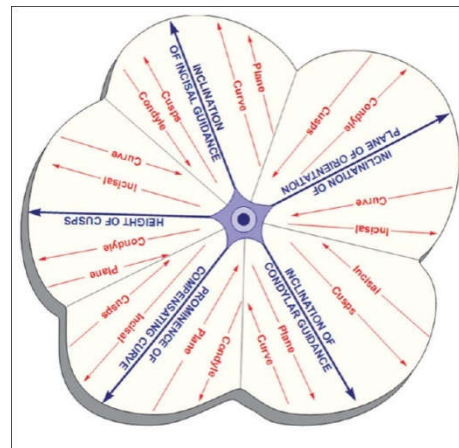 INCLINATION
OF INCISAL GUIDANCE
Condyle
Cusps
Curve
Plane
INCLINATION OF
PLANE OF ORIENTATION
Cusps
Condyle
Curve
Incisal
INCLINATION OF
CONDYLAR GUIDANCE
Incisal
Cusps
Plane
Curve
PROMINENCE OF
COMPENSATING CURVE
Condyle
Plane
Incisal
Cusps
HEIGHT OF CUSPS
Plane
Condyle
Incisal
Curve